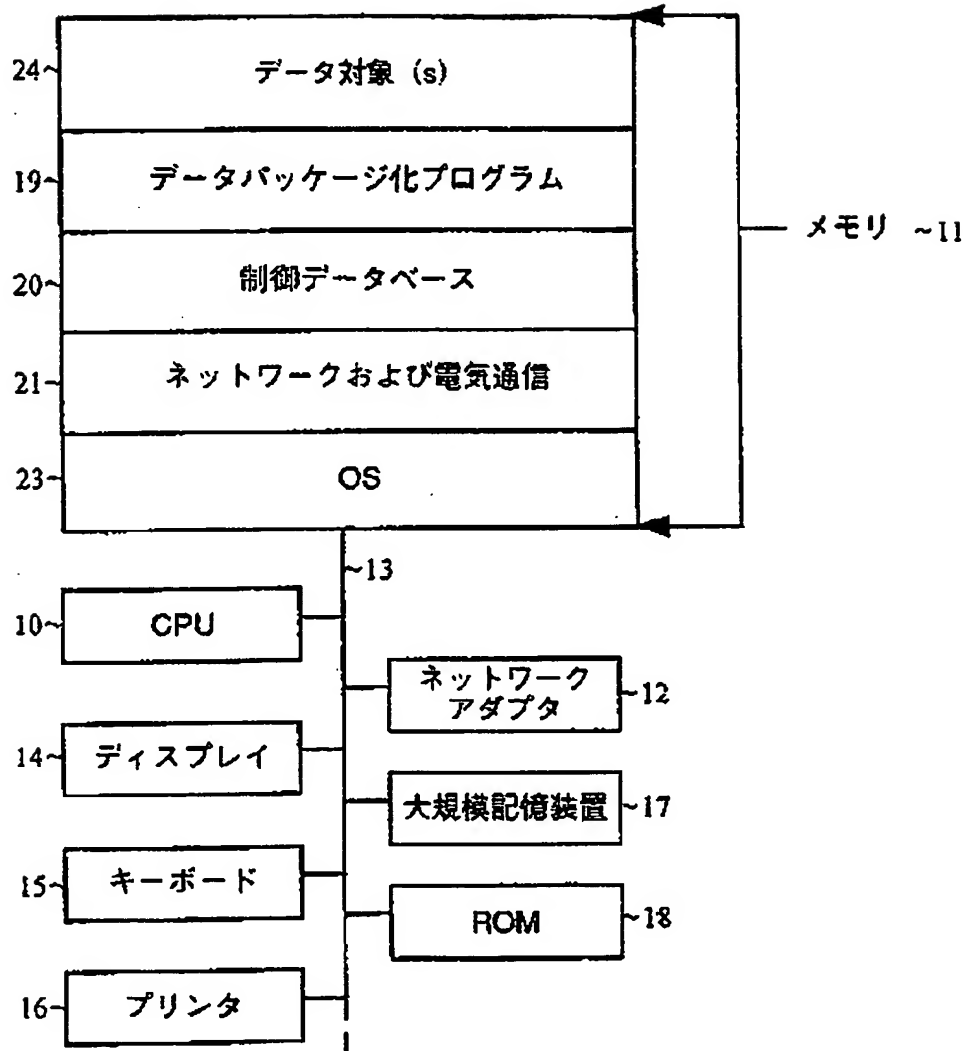 24~ データ対象 (s)
19~ データパッケージ化プログラム
メモリ ~11
20~ 制御データベース
21~ ネットワークおよび電気通信
23~ OS
~13
10~ CPU
ネットワーク
アダプタ ~12
14~ ディスプレイ
大規模記憶装置 ~17
15~ キーボード
ROM ~18
16~ プリンタ